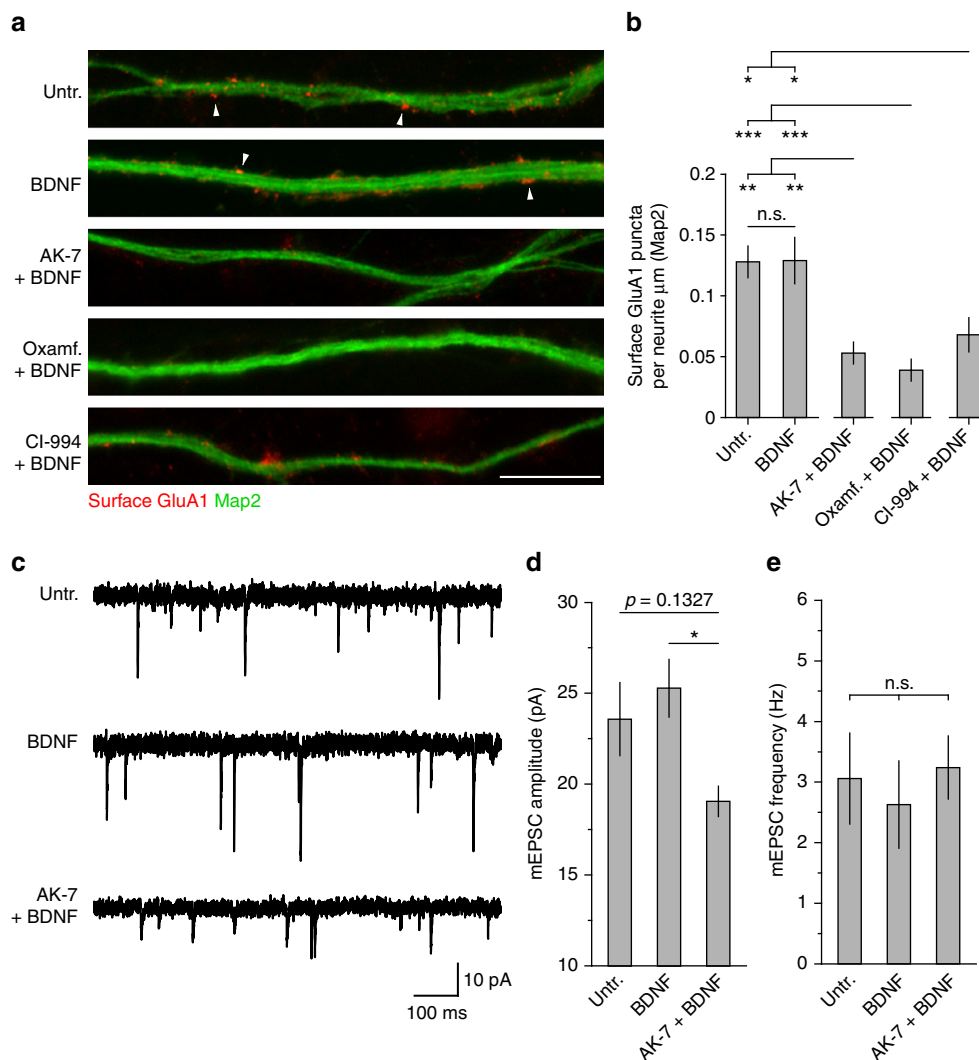 a
Untr.
BDNF
AK-7
+ BDNF
Oxamf.
+ BDNF
CI-994
+ BDNF
Surface GluA1 Map2
b
* *
*** ***
** **
n.s.
Surface GluA1 puncta
per neurite μm (Map2)
0.2
0.15
0.1
0.05
0
Untr.
BDNF
AK-7 + BDNF
Oxamf. + BDNF
CI-994 + BDNF
c
Untr.
BDNF
AK-7
+ BDNF
10 pA
100 ms
d
p = 0.1327
*
mEPSC amplitude (pA)
30
25
20
15
10
Untr.
BDNF
AK-7 + BDNF
e
n.s.
mEPSC frequency (Hz)
6
5
4
3
2
1
0
Untr.
BDNF
AK-7 + BDNF